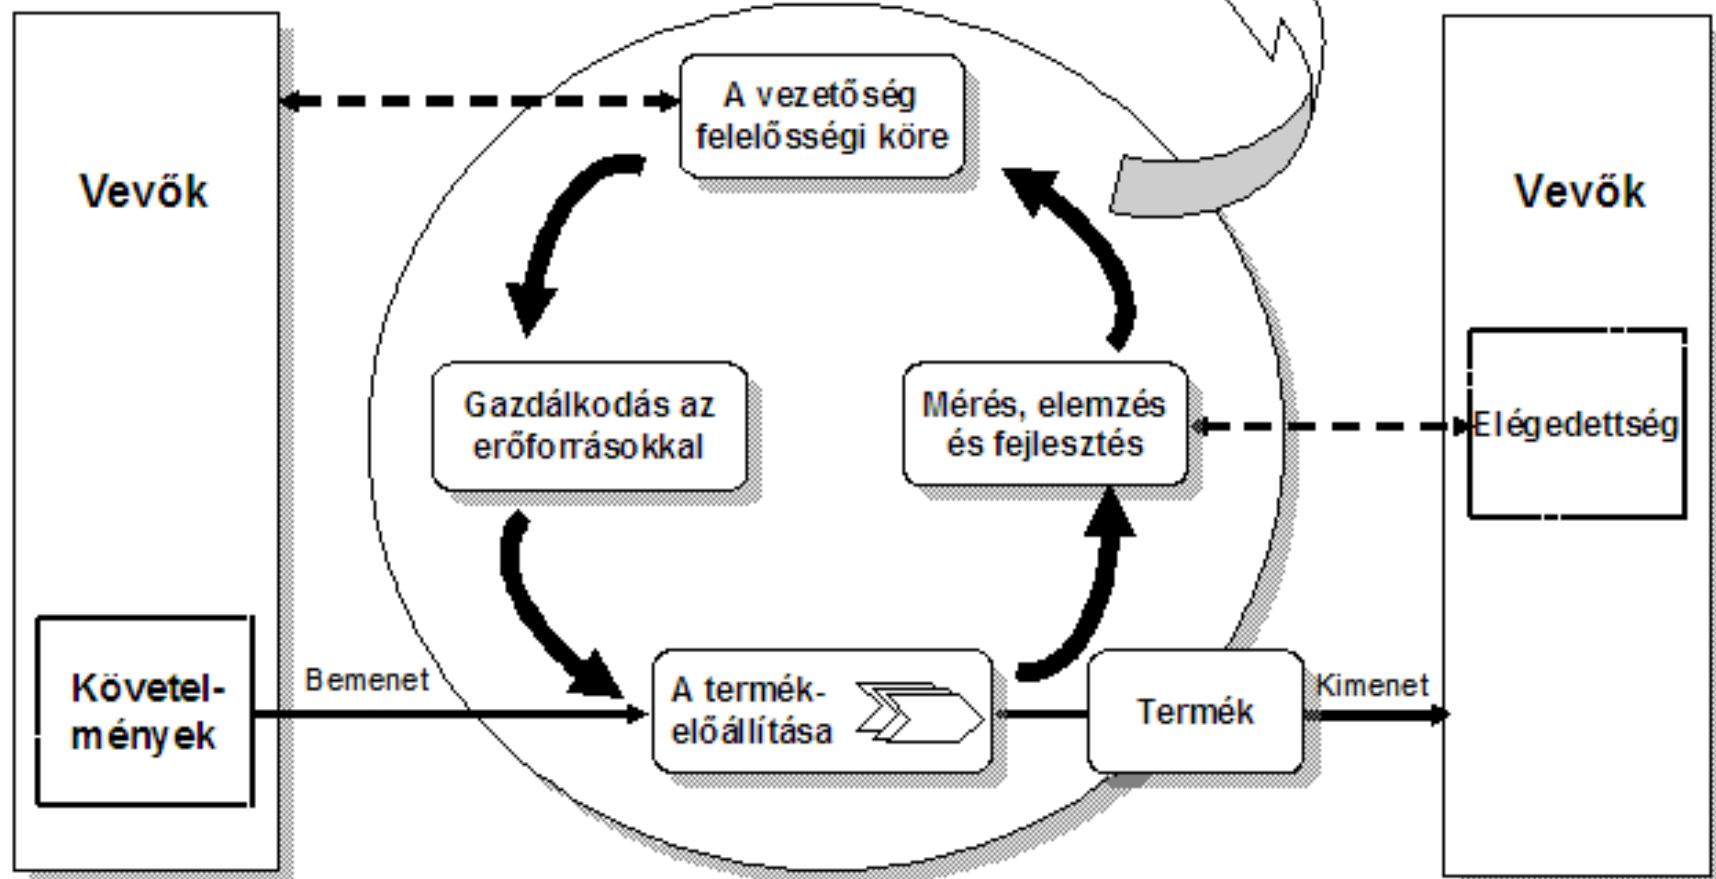 Vevők
Követel-
mények
Bemenet
A vezetőség
felelősségi köre
Gazdálkodás az
erőforrásokkal
Mérés, elemzés
és fejlesztés
A termék-
előállítása
Termék
Kimenet
Vevők
Elégedettség